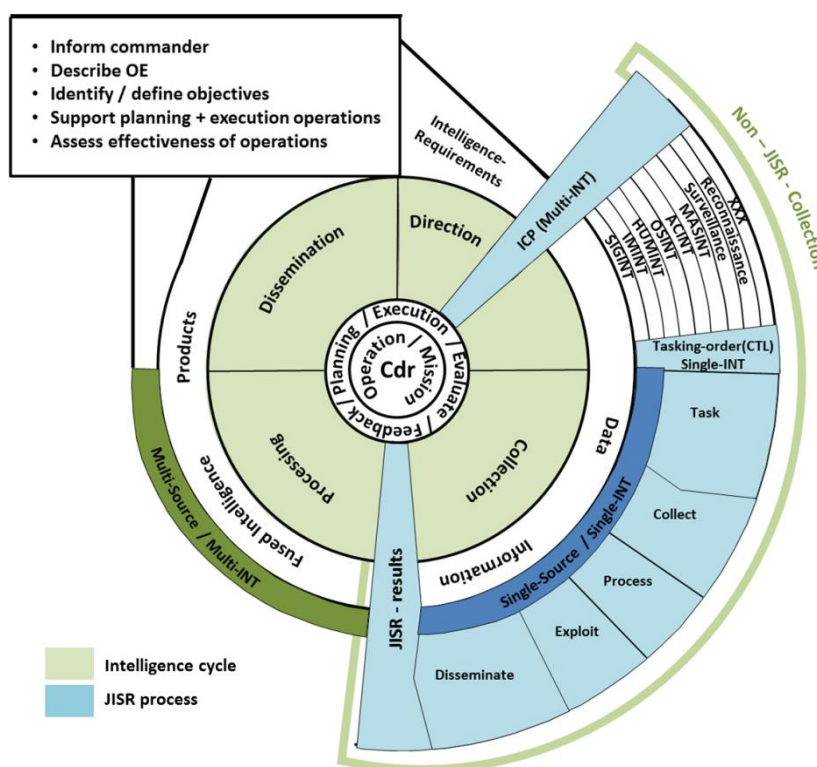 • Inform commander
• Describe OE
• Identify / define objectives
• Support planning + execution operations
• Assess effectiveness of operations
Intelligence-
Requirements
ICP (Multi-INT)
XXX
Reconnaissance
Surveillance
MASINT
ACINT
OSINT
HUMINT
IMINT
SIGINT
Non – JISR - Collection
Dissemination
Direction
Planning / Execution / Evaluate / Feedback /
Operation / Mission
Cdr
Processing
Collection
Products
Fused Intelligence
Multi-Source / Multi-INT
Data
Information
Single-Source / Single-INT
Tasking-order(CTL)
Single-INT
Task
Collect
Process
Exploit
Disseminate
JISR - results
Intelligence cycle
JISR process